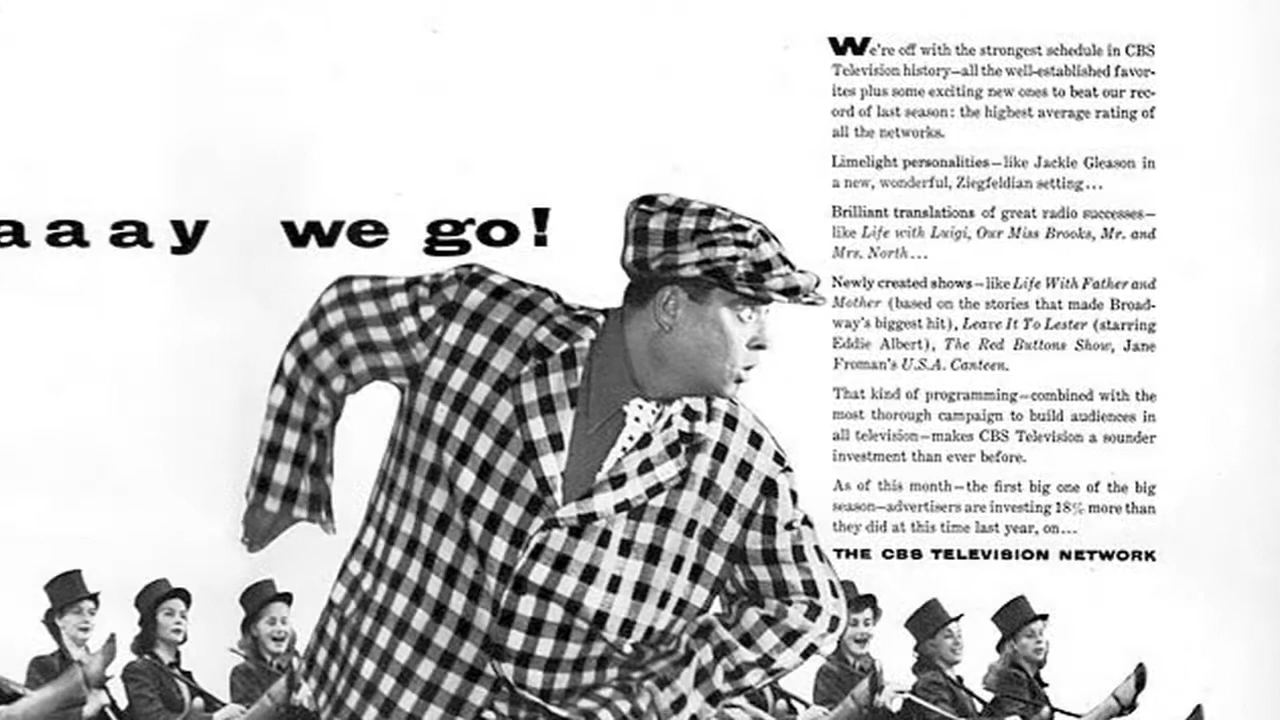 aaaay we go!
We're off with the strongest schedule in CBS
Television history—all the well-established favor-
ites plus some exciting new ones to beat our rec-
ord of last season: the highest average rating of
all the networks.
Limelight personalities—like Jackie Gleason in
a new, wonderful, Ziegfeldian setting...
Brilliant translations of great radio successes—
like Life with Luigi, Our Miss Brooks, Mr. and
Mrs. North...
Newly created shows—like Life With Father and
Mother (based on the stories that made Broad-
way's biggest hit), Leave It To Lester (starring
Eddie Albert), The Red Buttons Show, Jane
Froman's U.S.A. Canteen.
That kind of programming—combined with the
most thorough campaign to build audiences in
all television—makes CBS Television a sounder
investment than ever before.
As of this month—the first big one of the big
season—advertisers are investing 18% more than
they did at this time last year, on...
THE CBS TELEVISION NETWORK